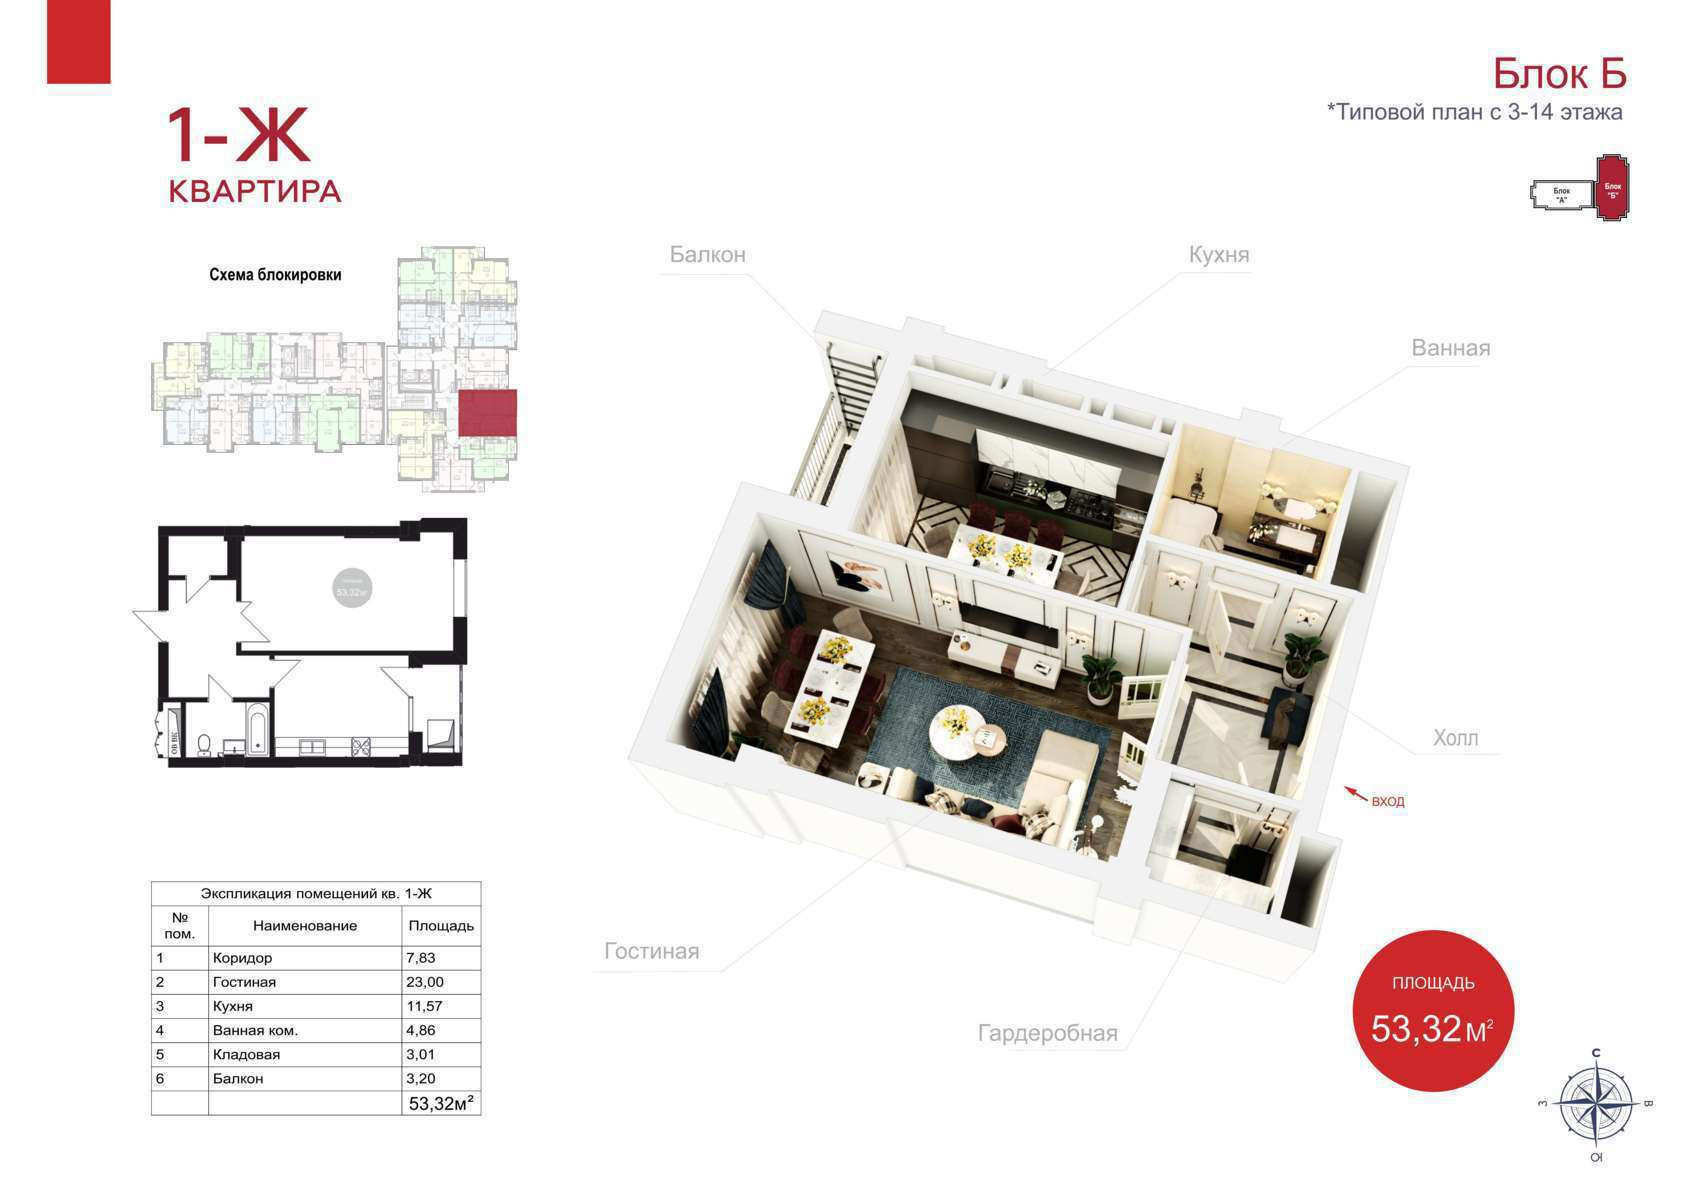 Блок Б
*Типовой план с 3-14 этажа
1-Ж
КВАРТИРА
Блок
"А"
Блок
"Б"
Схема блокировки
Балкон
Кухня
Ванная
Холл
ВХОД
Гостиная
Гардеробная
53,32м²
ОВ ВК
Экспликация помещений кв. 1-Ж
№ пом. Наименование Площадь
1 Коридор 7,83
2 Гостиная 23,00
3 Кухня 11,57
4 Ванная ком. 4,86
5 Кладовая 3,01
6 Балкон 3,20
53,32м²
ПЛОЩАДЬ
53,32м²
С
З
В
Ю